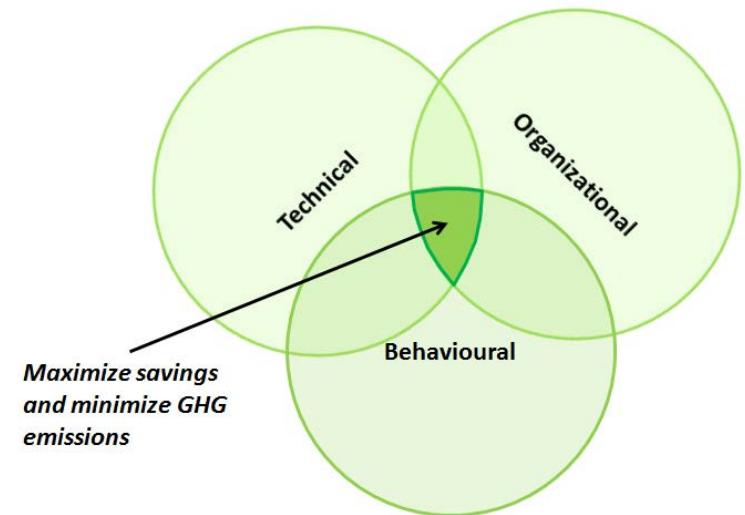 Technical
Organizational
Behavioural
Maximize savings
and minimize GHG
emissions